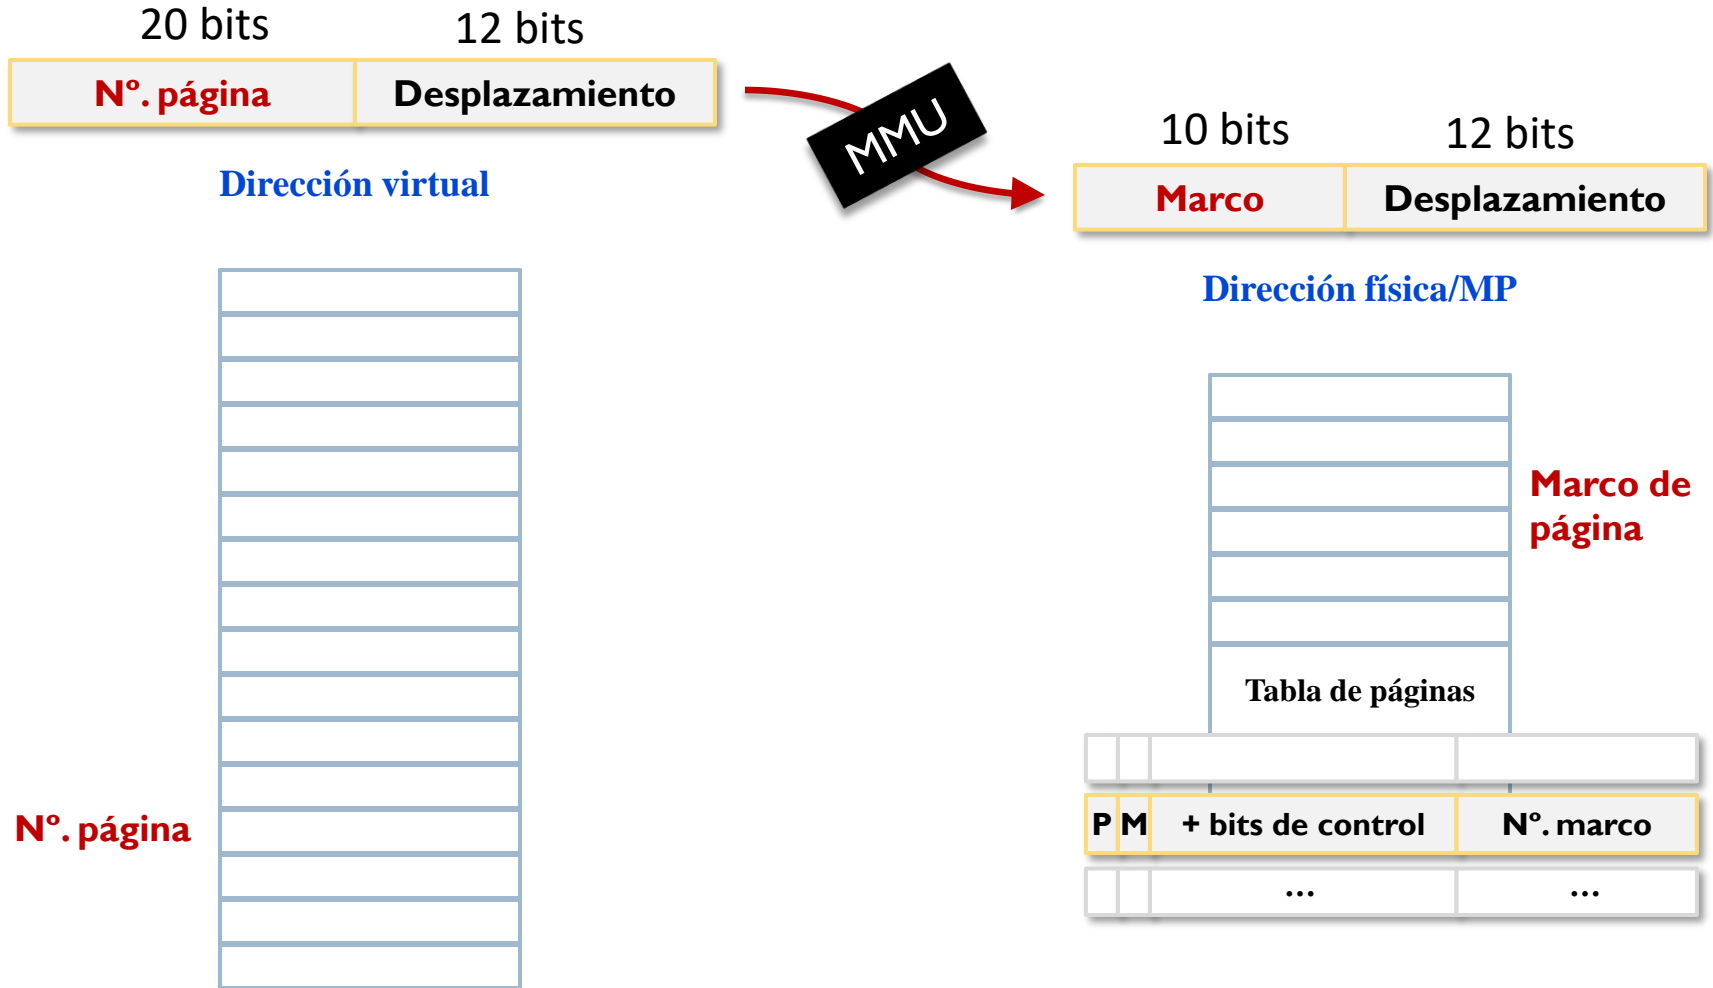 20 bits 12 bits
Nº. página Desplazamiento
Dirección virtual
MMU
10 bits 12 bits
Marco Desplazamiento
Dirección física/MP
Marco de
página
Tabla de páginas
Nº. página
P M + bits de control Nº. marco
... ...